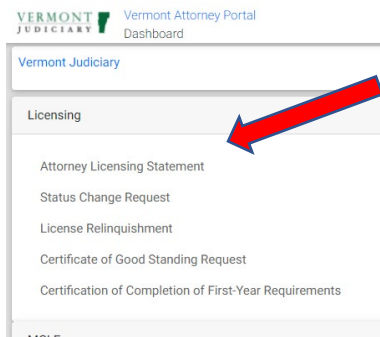 VERMONT
JUDICIARY
Vermont Attorney Portal
Dashboard
Vermont Judiciary
Licensing
Attorney Licensing Statement
Status Change Request
License Relinquishment
Certificate of Good Standing Request
Certification of Completion of First-Year Requirements